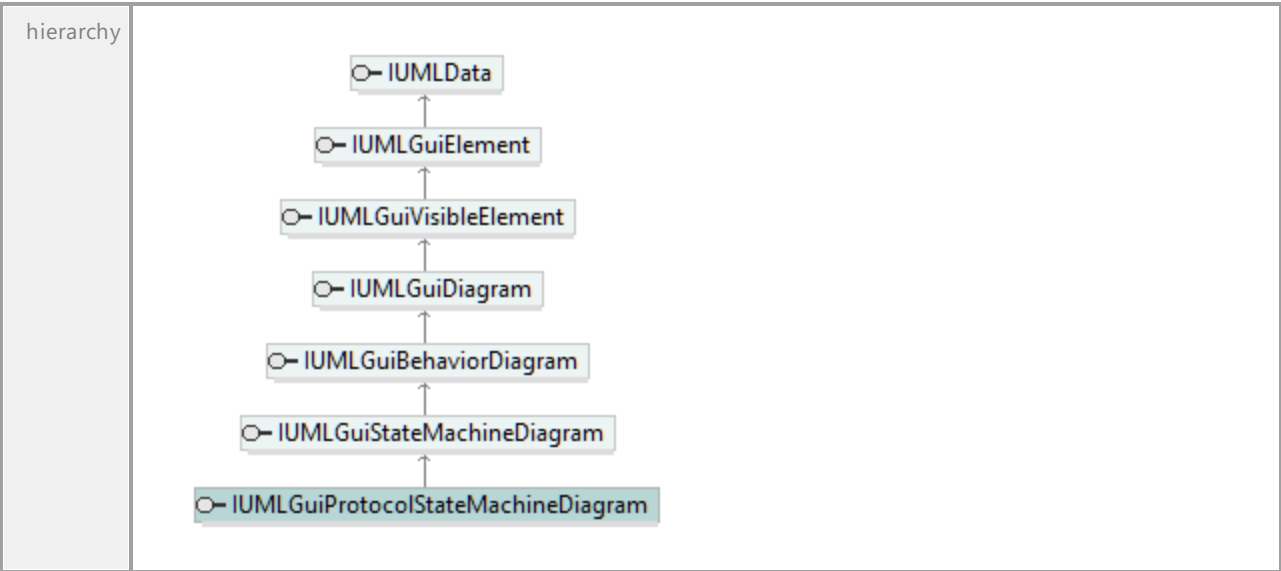 hierarchy
IUMLData
IUMLGuiElement
IUMLGuiVisibleElement
IUMLGuiDiagram
IUMLGuiBehaviorDiagram
IUMLGuiStateMachineDiagram
IUMLGuiProtocolStateMachineDiagram